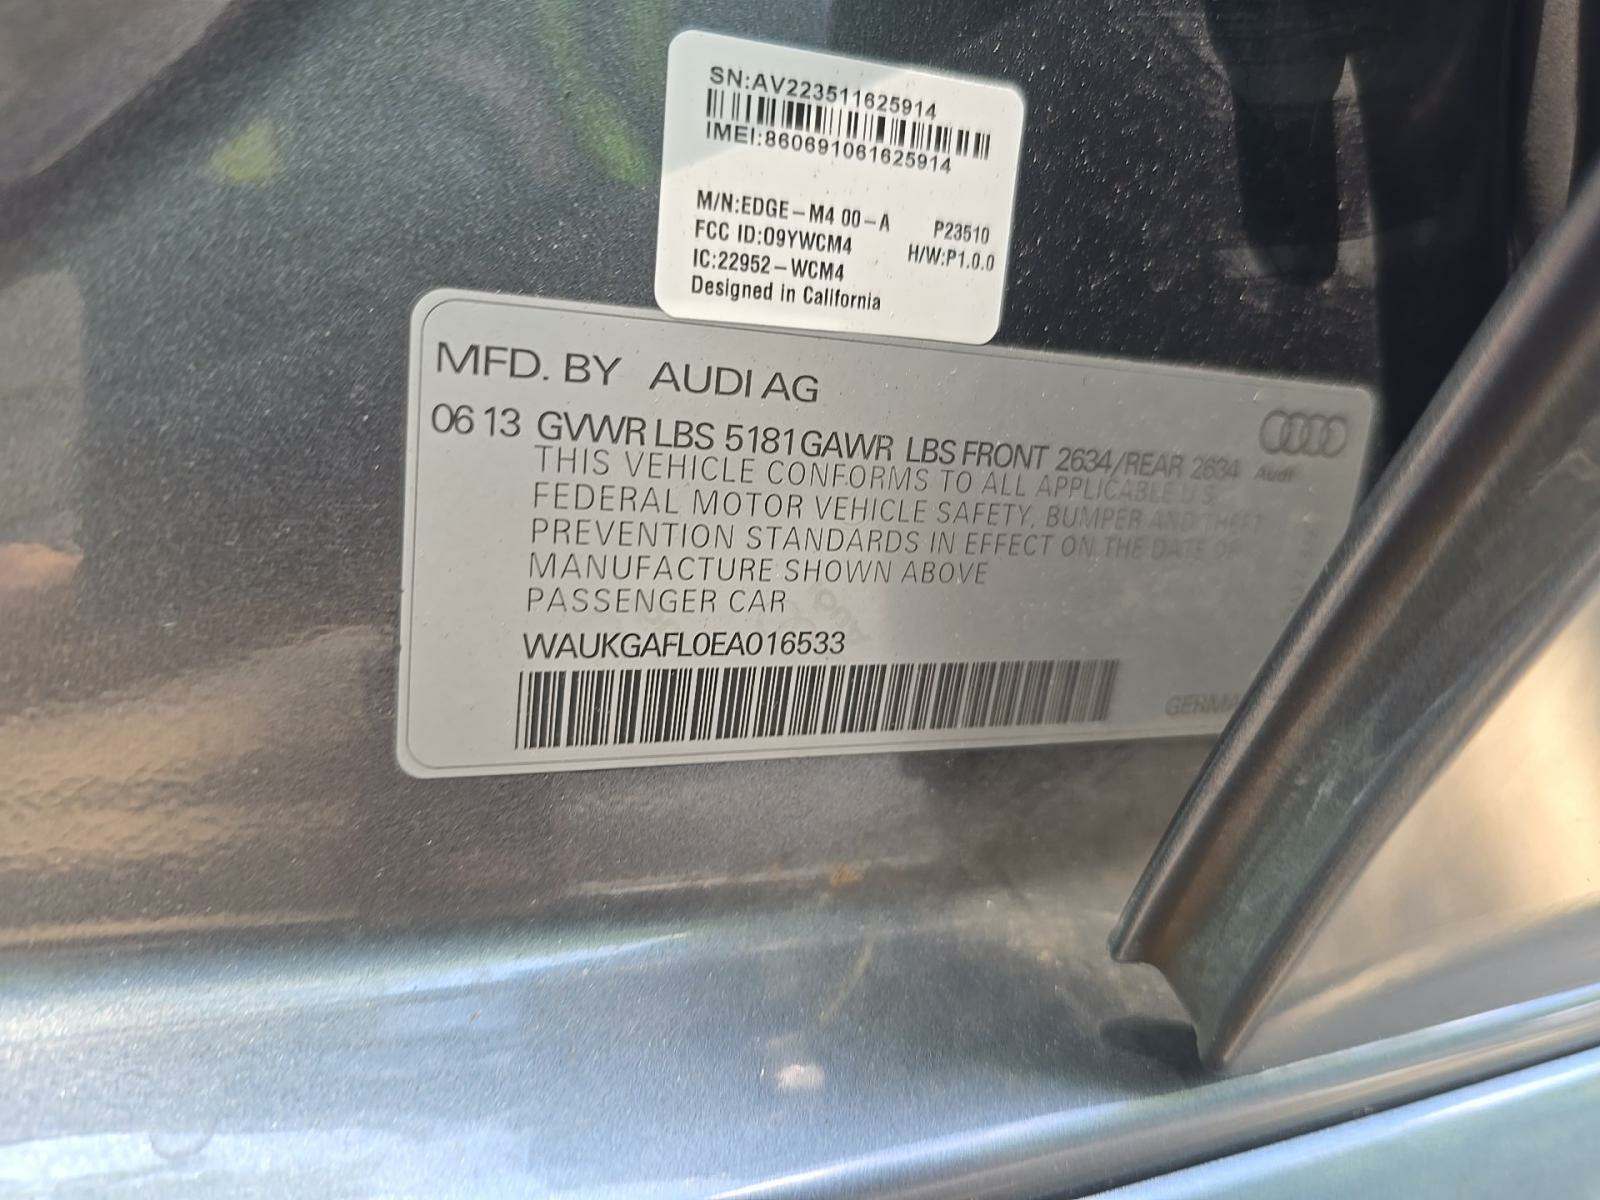 SN:AV223511625914
IMEI:860691061625914
M/N:EDGE-M4 00-A P23510
FCC ID:O9YWCM4 H/W:P1.0.0
IC:22952-WCM4
Designed in California
MFD. BY AUDI AG
06 13 GVWR LBS 5181 GAWR LBS FRONT 2634/REAR 2634 Audi
THIS VEHICLE CONFORMS TO ALL APPLICABLE U.S.
FEDERAL MOTOR VEHICLE SAFETY, BUMPER AND THEFT
PREVENTION STANDARDS IN EFFECT ON THE DATE OF
MANUFACTURE SHOWN ABOVE
PASSENGER CAR
WAUKGAFL0EA016533